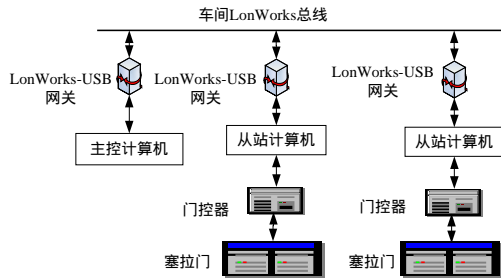 车间LonWorks总线
LonWorks-USB
网关
LonWorks-USB
网关
LonWorks-USB
网关
主控计算机
从站计算机
从站计算机
门控器
门控器
塞拉门
塞拉门